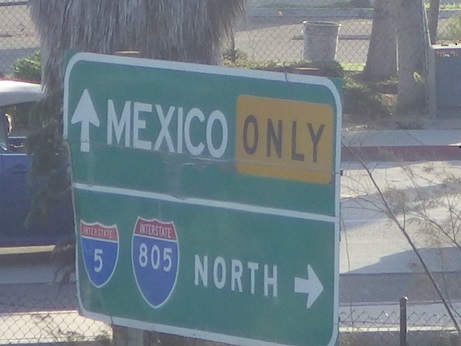 MEXICO ONLY
INTERSTATE 5 INTERSTATE 805 NORTH